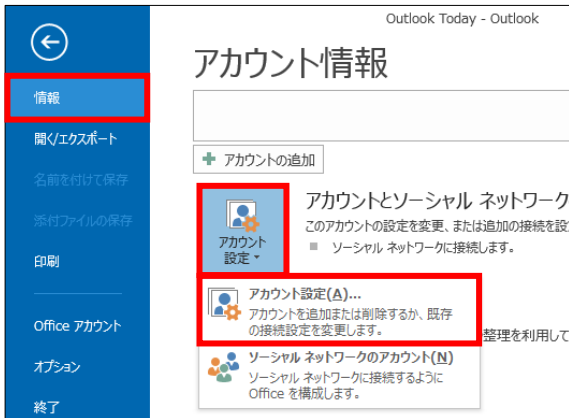 Outlook Today - Outlook
アカウント情報
情報
開く/エクスポート
名前を付けて保存
添付ファイルの保存
印刷
Office アカウント
オプション
終了
アカウントの追加
アカウント
設定
アカウントとソーシャル ネットワーク
このアカウントの設定を変更、または追加の接続を設
ソーシャル ネットワークに接続します。
アカウント設定(A)...
アカウントを追加または削除するか、既存
の接続設定を変更します。
整理を利用して
ソーシャル ネットワークのアカウント(N)
ソーシャル ネットワークに接続するように
Office を構成します。